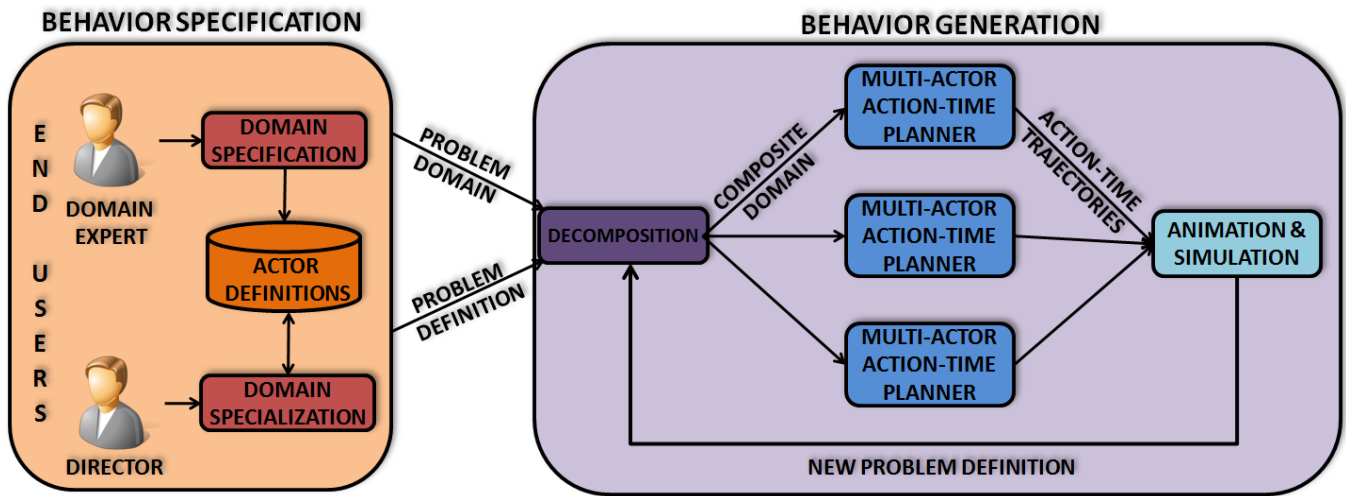 BEHAVIOR SPECIFICATION
END USERS
DOMAIN
EXPERT
DOMAIN
SPECIFICATION
ACTOR
DEFINITIONS
DOMAIN
SPECIALIZATION
DIRECTOR
PROBLEM
DOMAIN
PROBLEM
DEFINITION
BEHAVIOR GENERATION
DECOMPOSITION
COMPOSITE
DOMAIN
MULTI-ACTOR
ACTION-TIME
PLANNER
MULTI-ACTOR
ACTION-TIME
PLANNER
MULTI-ACTOR
ACTION-TIME
PLANNER
ACTION-TIME
TRAJECTORIES
ANIMATION &
SIMULATION
NEW PROBLEM DEFINITION